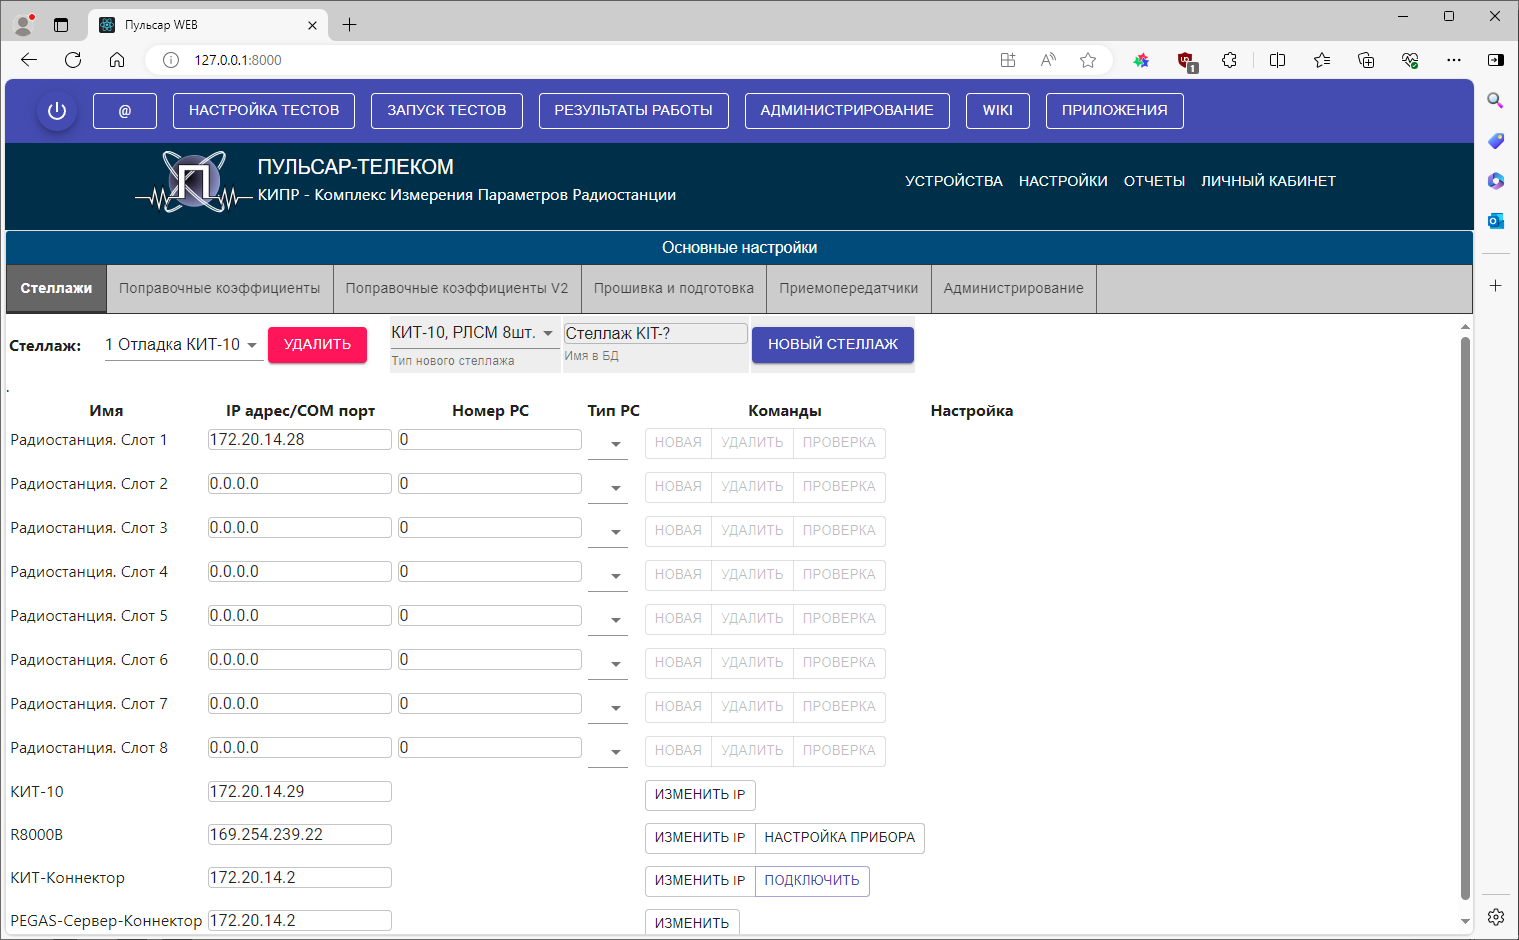 Пульсар WEB
127.0.0.1:8000
1
@ НАСТРОЙКА ТЕСТОВ ЗАПУСК ТЕСТОВ РЕЗУЛЬТАТЫ РАБОТЫ АДМИНИСТРИРОВАНИЕ WIKI ПРИЛОЖЕНИЯ
П
ПУЛЬСАР-ТЕЛЕКОМ
КИПР - Комплекс Измерения Параметров Радиостанции
УСТРОЙСТВА НАСТРОЙКИ ОТЧЕТЫ ЛИЧНЫЙ КАБИНЕТ
Основные настройки
Стеллажи Поправочные коэффициенты Поправочные коэффициенты V2 Прошивка и подготовка Приемопередатчики Администрирование
Стеллаж: 1 Отладка КИТ-10 УДАЛИТЬ КИТ-10, РЛСМ 8шт. Стеллаж KIT-? НОВЫЙ СТЕЛЛАЖ
Тип нового стеллажа Имя в БД
.
Имя IP адрес/COM порт Номер РС Тип РС Команды Настройка
Радиостанция. Слот 1 172.20.14.28 0 НОВАЯ УДАЛИТЬ ПРОВЕРКА
Радиостанция. Слот 2 0.0.0.0 0 НОВАЯ УДАЛИТЬ ПРОВЕРКА
Радиостанция. Слот 3 0.0.0.0 0 НОВАЯ УДАЛИТЬ ПРОВЕРКА
Радиостанция. Слот 4 0.0.0.0 0 НОВАЯ УДАЛИТЬ ПРОВЕРКА
Радиостанция. Слот 5 0.0.0.0 0 НОВАЯ УДАЛИТЬ ПРОВЕРКА
Радиостанция. Слот 6 0.0.0.0 0 НОВАЯ УДАЛИТЬ ПРОВЕРКА
Радиостанция. Слот 7 0.0.0.0 0 НОВАЯ УДАЛИТЬ ПРОВЕРКА
Радиостанция. Слот 8 0.0.0.0 0 НОВАЯ УДАЛИТЬ ПРОВЕРКА
КИТ-10 172.20.14.29 ИЗМЕНИТЬ IP
R8000B 169.254.239.22 ИЗМЕНИТЬ IP НАСТРОЙКА ПРИБОРА
КИТ-Коннектор 172.20.14.2 ИЗМЕНИТЬ IP ПОДКЛЮЧИТЬ
PEGAS-Сервер-Коннектор 172.20.14.2 ИЗМЕНИТЬ